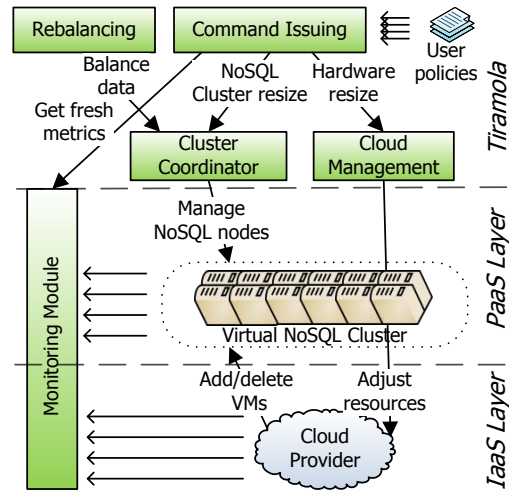 Rebalancing
Command Issuing
User
policies
Balance
data
NoSQL
Cluster resize
Hardware
resize
Get fresh
metrics
Tiramola
Cluster
Coordinator
Cloud
Management
Manage
NoSQL nodes
PaaS Layer
Monitoring Module
Virtual NoSQL Cluster
Add/delete
VMs
Adjust
resources
IaaS Layer
Cloud
Provider